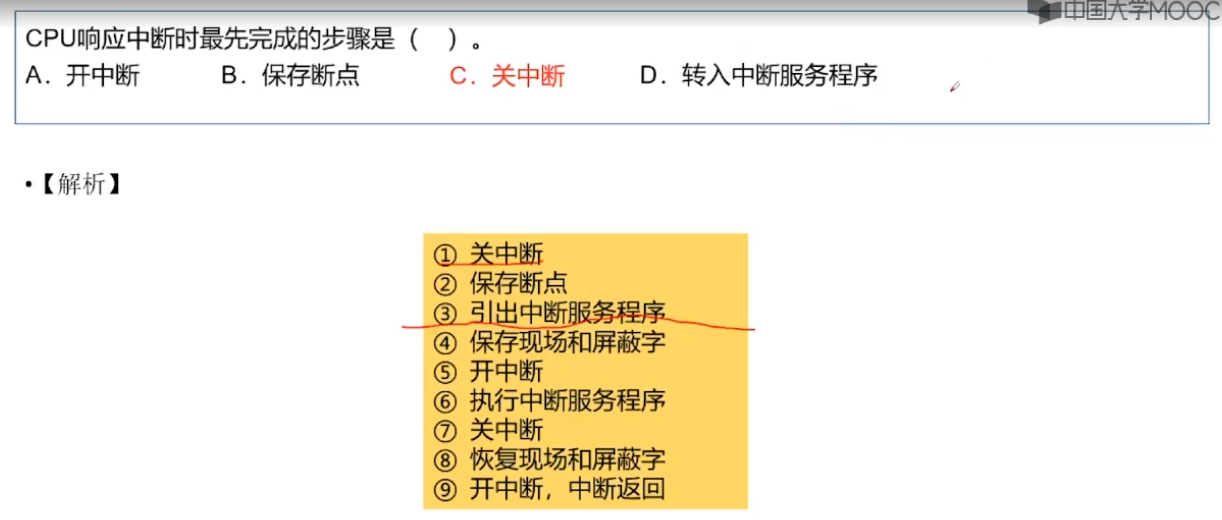 中国大学MOOC
CPU响应中断时最先完成的步骤是（　）。
A．开中断　B．保存断点　C．关中断　D．转入中断服务程序
•【解析】
① 关中断
② 保存断点
③ 引出中断服务程序
④ 保存现场和屏蔽字
⑤ 开中断
⑥ 执行中断服务程序
⑦ 关中断
⑧ 恢复现场和屏蔽字
⑨ 开中断，中断返回